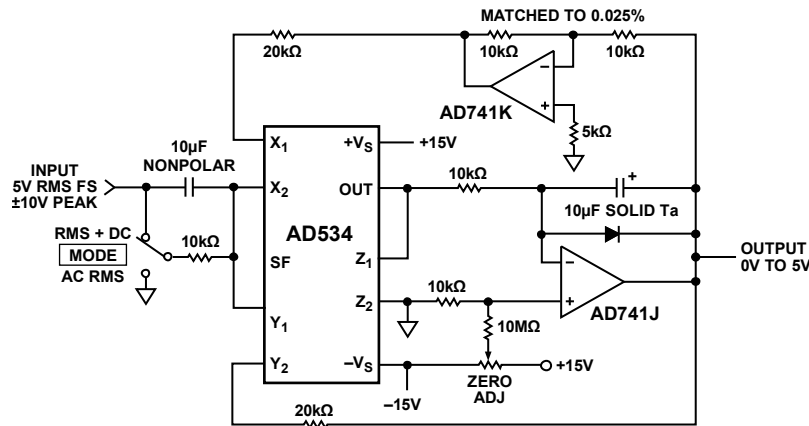 MATCHED TO 0.025%
20kΩ
10kΩ
10kΩ
AD741K
5kΩ
10µF
NONPOLAR
INPUT
5V RMS FS
±10V PEAK
X1
+VS
+15V
X2
OUT
10kΩ
+
10µF SOLID Ta
RMS + DC
MODE
AC RMS
10kΩ
AD534
SF
Z1
OUTPUT
0V TO 5V
Z2
10kΩ
AD741J
Y1
10MΩ
Y2
–VS
+15V
ZERO
ADJ
–15V
20kΩ